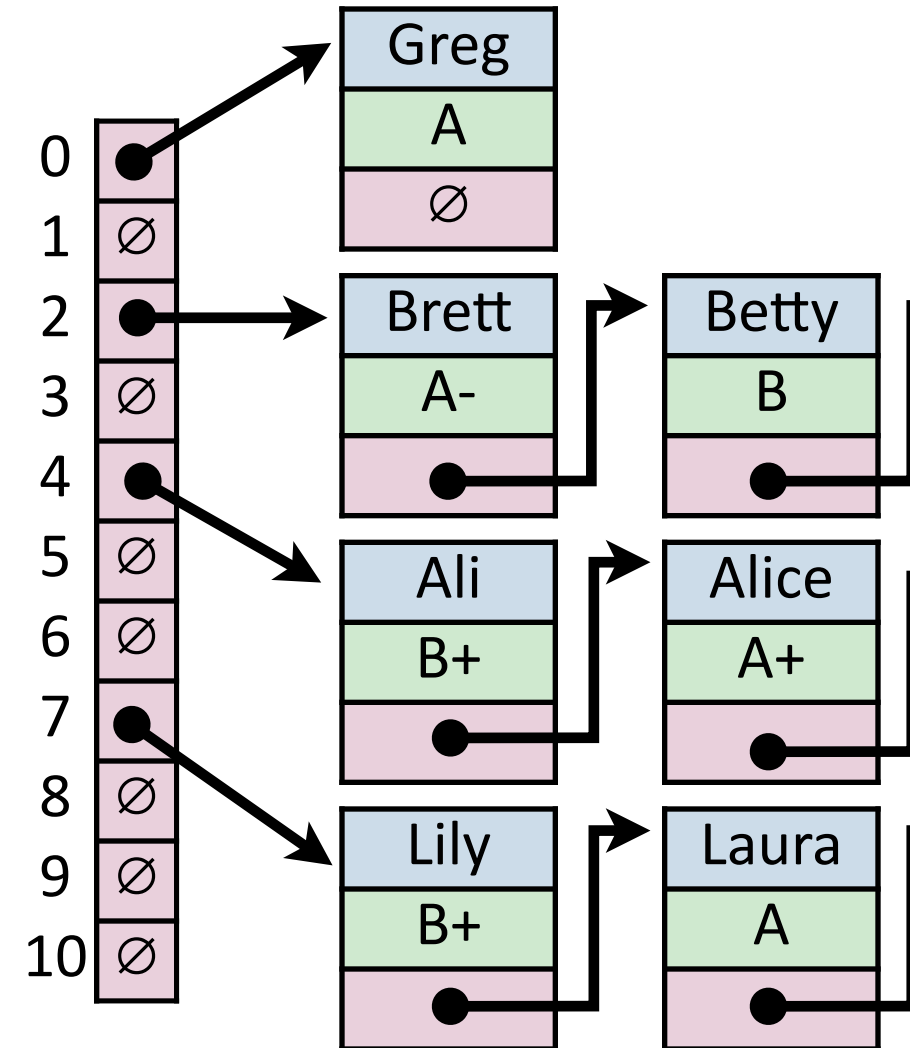 0
1 ∅
2
3 ∅
4
5 ∅
6 ∅
7
8 ∅
9 ∅
10 ∅
Greg
A
∅
Brett
A-
Betty
B
Ali
B+
Alice
A+
Lily
B+
Laura
A